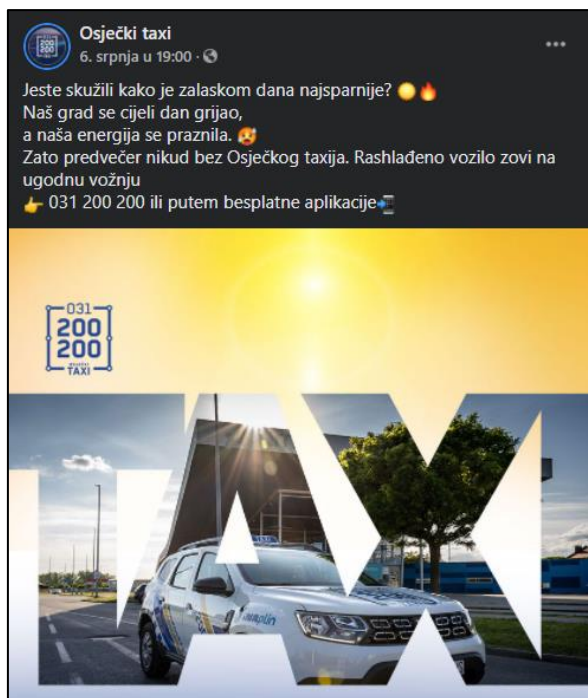 Osječki taxi
6. srpnja u 19:00 ·
Jeste skužili kako je zalaskom dana najsparnije? 🌕🔥
Naš grad se cijeli dan grijao,
a naša energija se praznila. 🥵
Zato predvečer nikud bez Osječkog taxija. Rashlađeno vozilo zovi na
ugodnu vožnju
👉 031 200 200 ili putem besplatne aplikacije📲
031
200
200
TAXI
TAXI